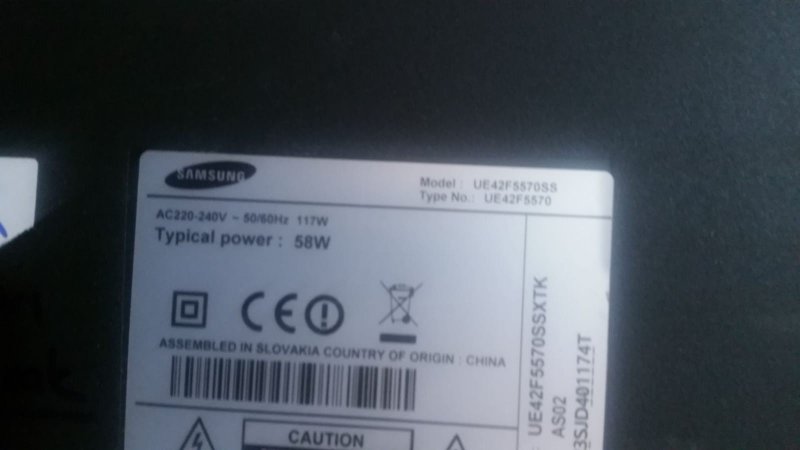 SAMSUNG
Model : UE42F5570SS
Type No.: UE42F5570
AC220-240V ~ 50/60Hz 117W
Typical power : 58W
CE
ASSEMBLED IN SLOVAKIA COUNTRY OF ORIGIN : CHINA
CAUTION
: UE42F5570SSXTK
AS02
3SJD401174T